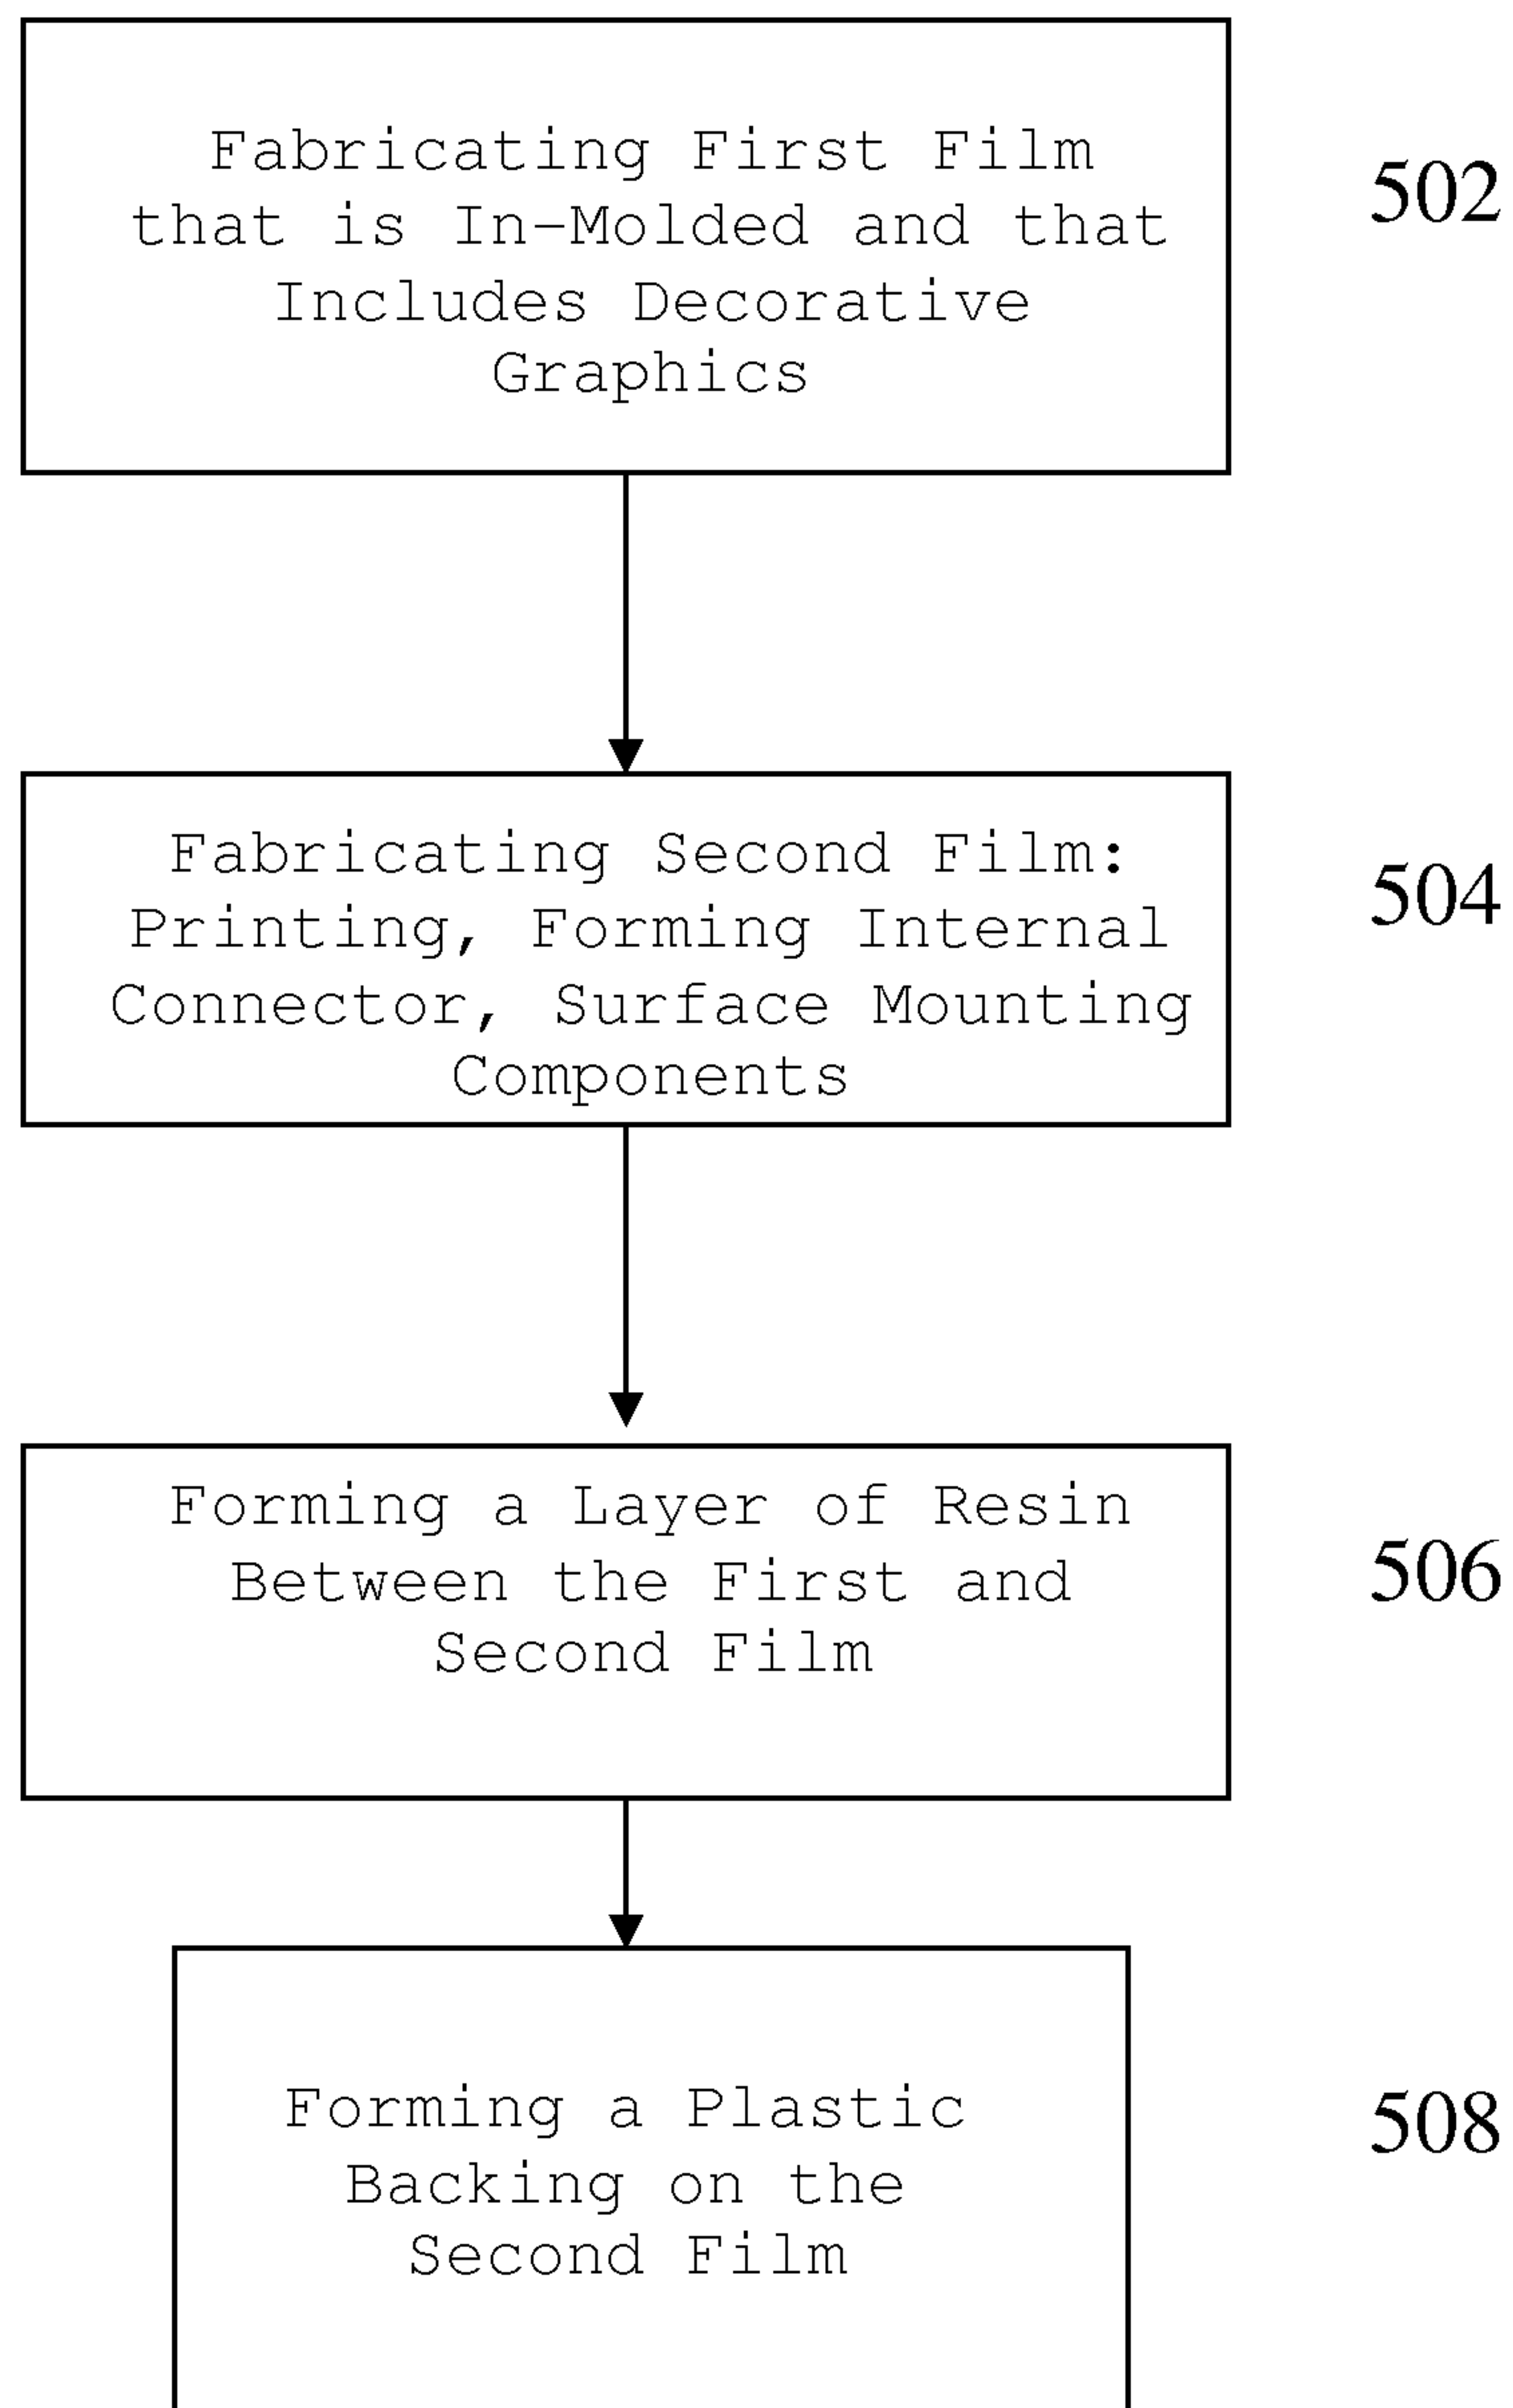 Fabricating First Film
that is In-Molded and that
Includes Decorative
Graphics
502
Fabricating Second Film:
Printing, Forming Internal
Connector, Surface Mounting
Components
504
Forming a Layer of Resin
Between the First and
Second Film
506
Forming a Plastic
Backing on the
Second Film
508